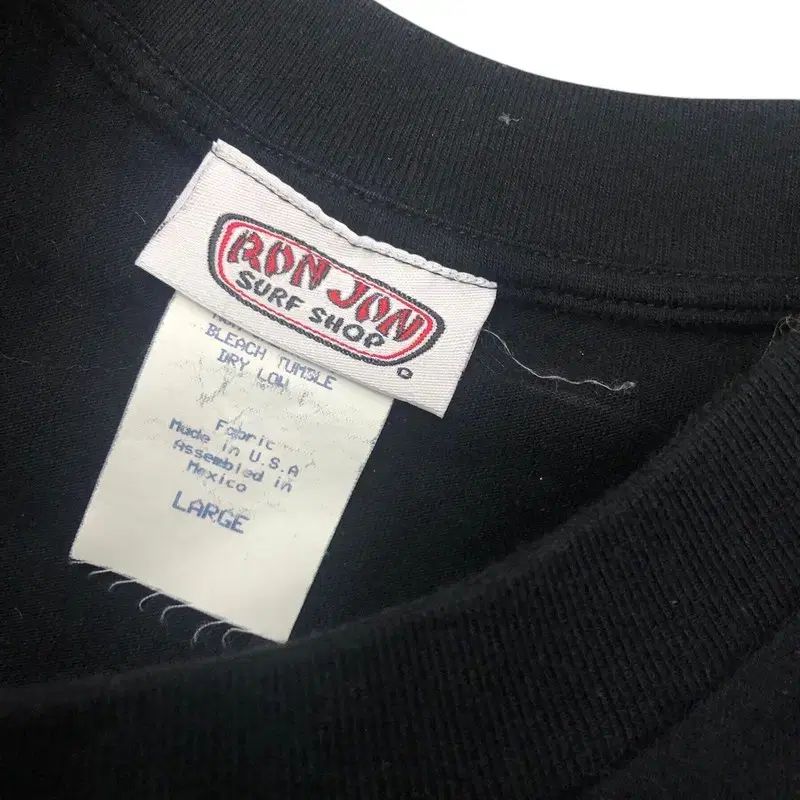 RON JON
SURF SHOP
BLEACH TUMBLE
DRY LOW
Fabric
Made in U.S.A
Assembled in
Mexico
LARGE